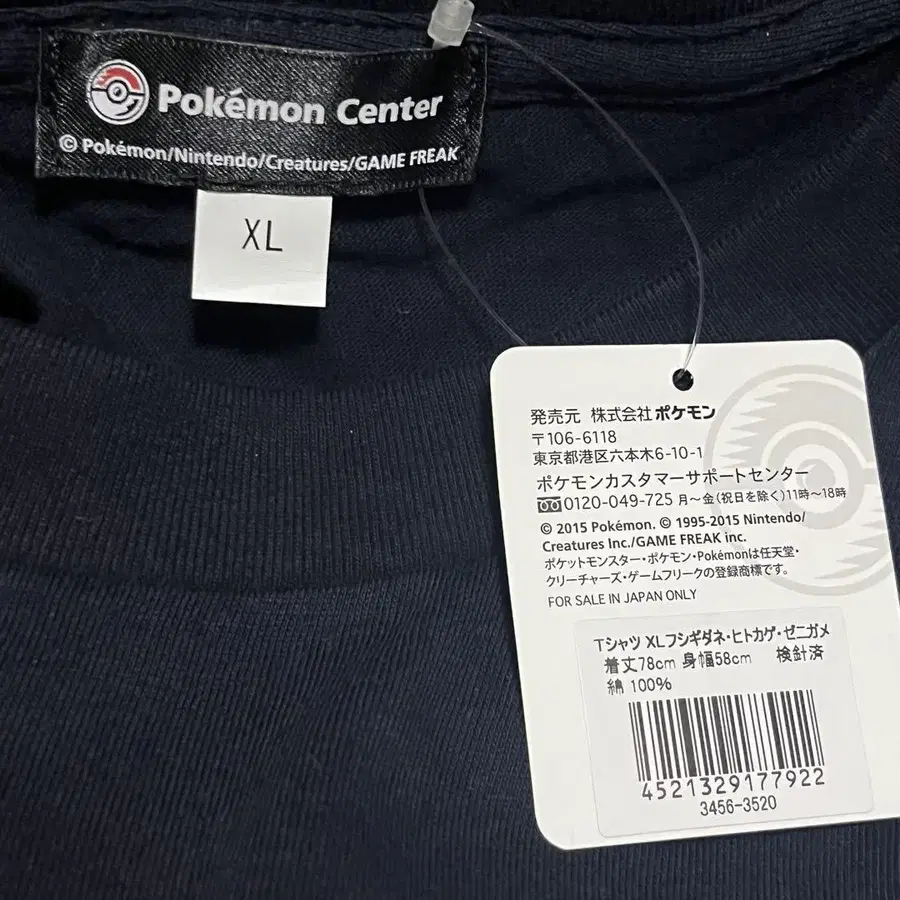 Pokémon Center
© Pokémon/Nintendo/Creatures/GAME FREAK
XL
発売元 株式会社ポケモン
〒106-6118
東京都港区六本木6-10-1
ポケモンカスタマーサポートセンター
0120-049-725 月~金(祝日を除く)11時~18時
© 2015 Pokémon. © 1995-2015 Nintendo/
Creatures Inc./GAME FREAK inc.
ポケットモンスター・ポケモン・Pokémonは任天堂・
クリーチャーズ・ゲームフリークの登録商標です。
FOR SALE IN JAPAN ONLY
Tシャツ XLフシギダネ・ヒトカゲ・ゼニガメ
着丈78cm 身幅58cm 検針済
綿 100%
4521329177922
3456-3520